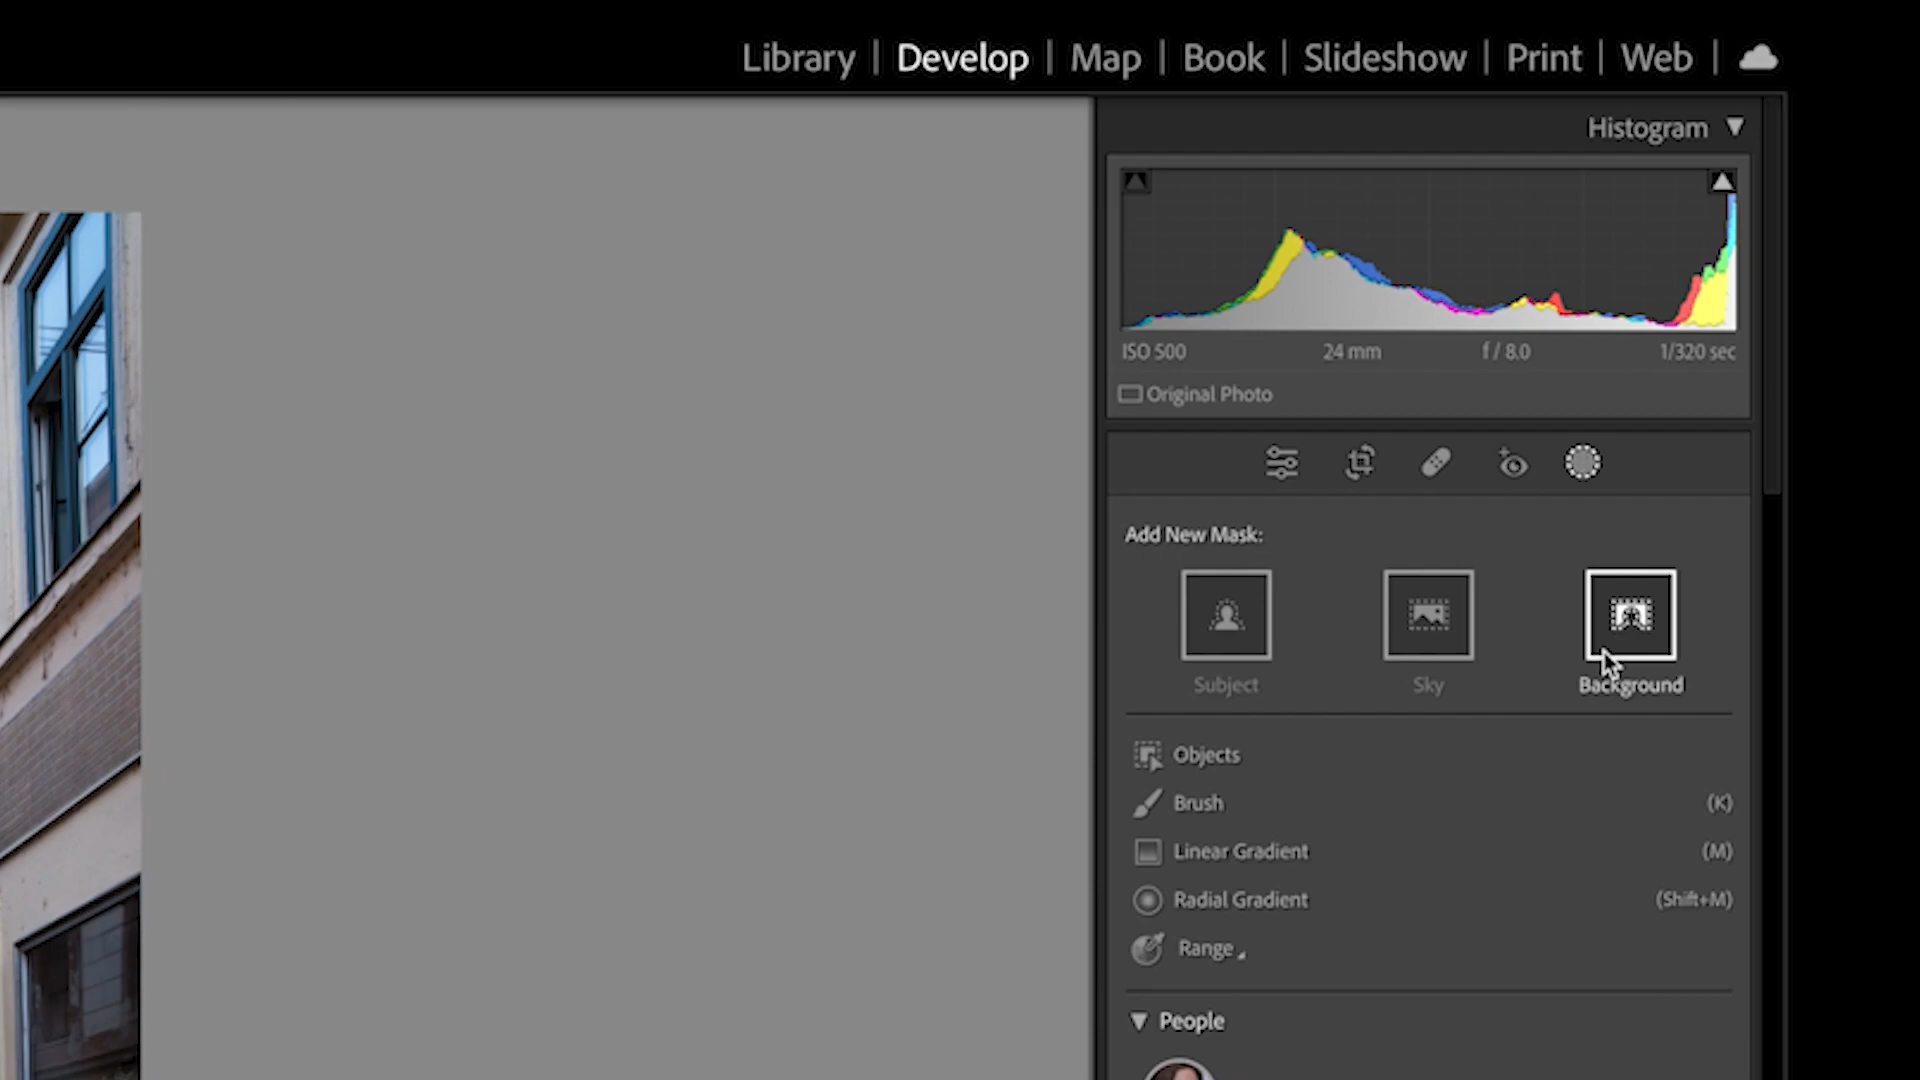 Library | Develop | Map | Book | Slideshow | Print | Web |
Histogram
ISO 500 24 mm f / 8.0 1/320 sec
Original Photo
Add New Mask:
Subject Sky Background
Objects
Brush (K)
Linear Gradient (M)
Radial Gradient (Shift+M)
Range
People